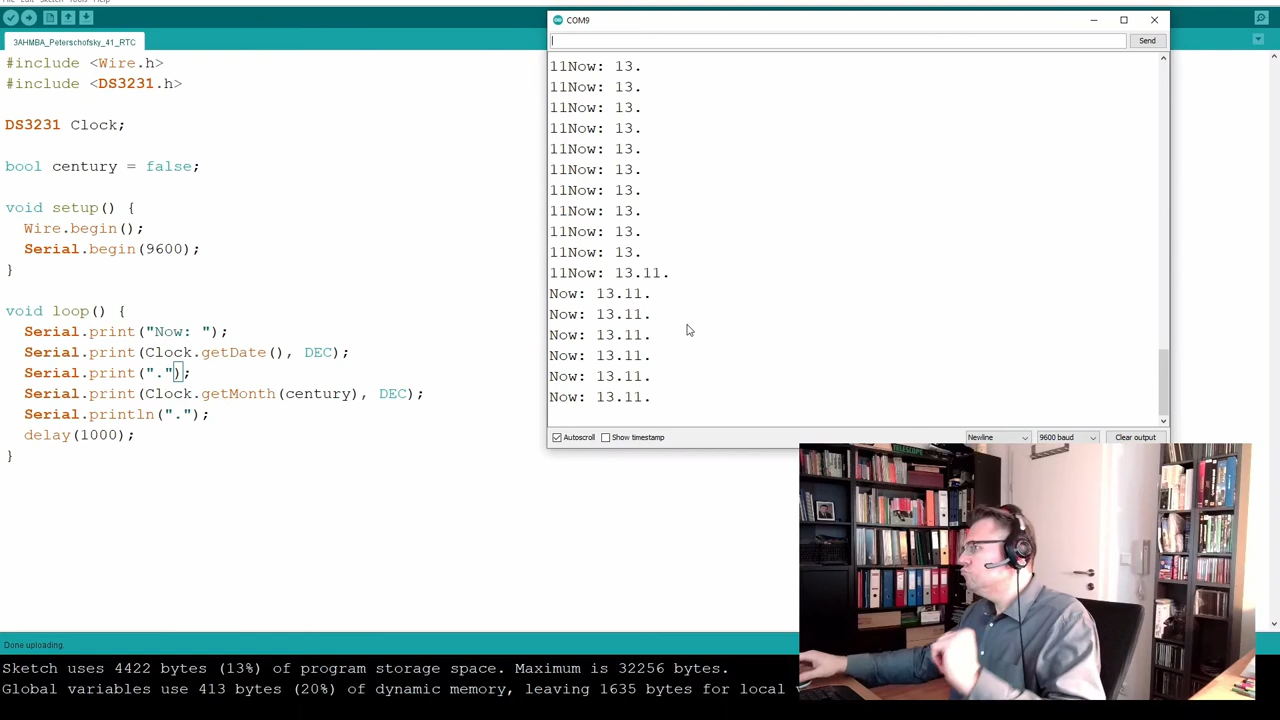 File Edit Sketch Tools Help
3AHMBA_Peterschofsky_41_RTC
#include <Wire.h>
#include <DS3231.h>
DS3231 Clock;
bool century = false;
void setup() {
Wire.begin();
Serial.begin(9600);
}
void loop() {
Serial.print("Now: ");
Serial.print(Clock.getDate(), DEC);
Serial.print(".");
Serial.print(Clock.getMonth(century), DEC);
Serial.println(".");
delay(1000);
}
COM9
Send
11Now: 13.
11Now: 13.
11Now: 13.
11Now: 13.
11Now: 13.
11Now: 13.
11Now: 13.
11Now: 13.
11Now: 13.
11Now: 13.
11Now: 13.11.
Now: 13.11.
Now: 13.11.
Now: 13.11.
Now: 13.11.
Now: 13.11.
Now: 13.11.
Autoscroll Show timestamp Newline 9600 baud Clear output
TELESCOPE
Done uploading.
Sketch uses 4422 bytes (13%) of program storage space. Maximum is 32256 bytes.
Global variables use 413 bytes (20%) of dynamic memory, leaving 1635 bytes for local